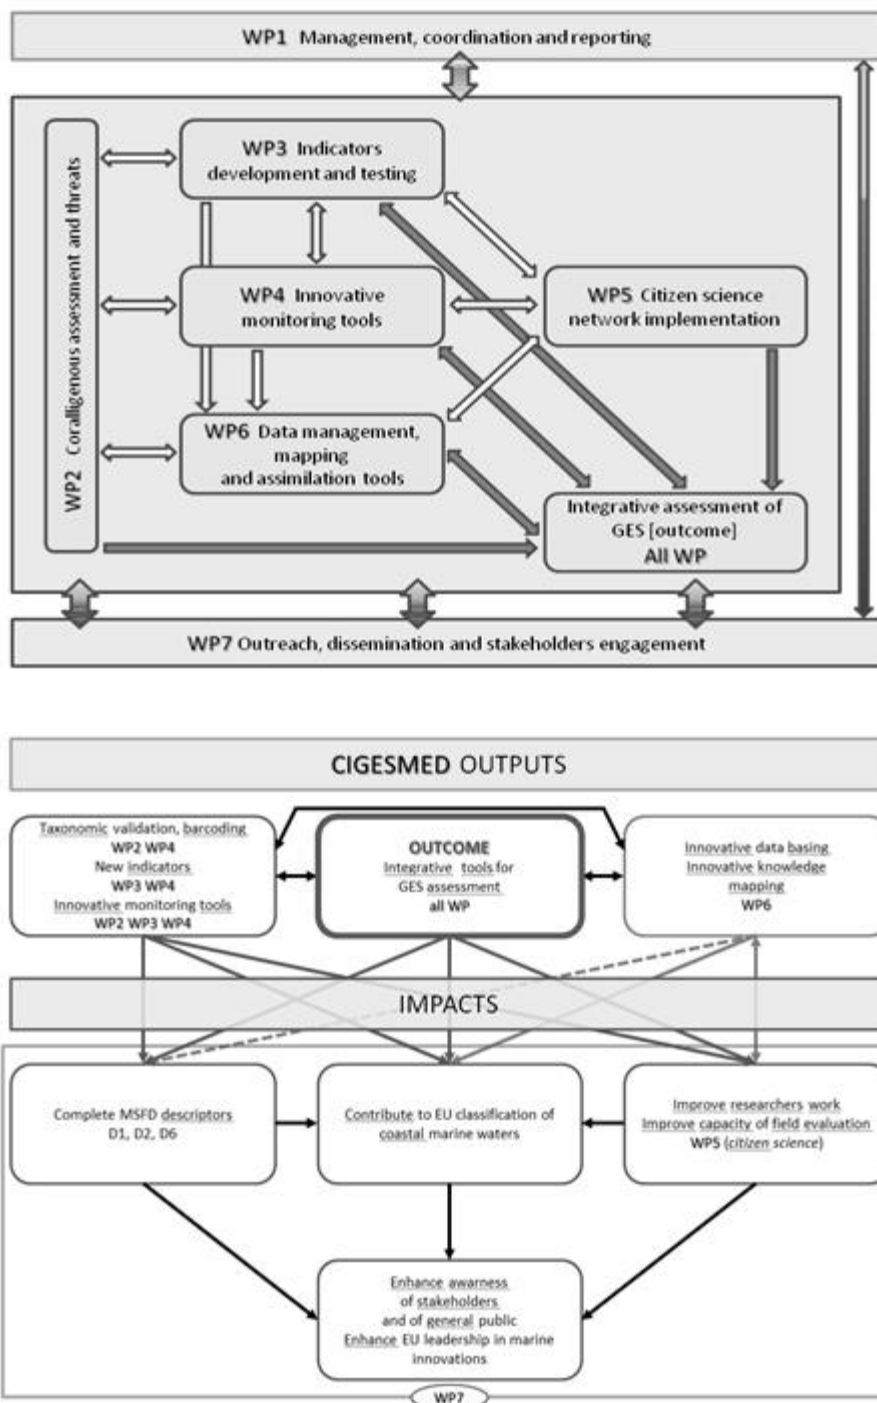 WP1 Management, coordination and reporting
WP2 Coralligenous assessment and threats
WP3 Indicators
development and testing
WP4 Innovative
monitoring tools
WP5 Citizen science
network implementation
WP6 Data management,
mapping
and assimilation tools
Integrative assessment of
GES [outcome]
All WP
WP7 Outreach, dissemination and stakeholders engagement
CIGESMED OUTPUTS
Taxonomic validation, barcoding
WP2 WP4
New indicators
WP3 WP4
Innovative monitoring tools
WP2 WP3 WP4
OUTCOME
Integrative tools for
GES assessment
all WP
Innovative data basing
Innovative knowledge
mapping
WP6
IMPACTS
Complete MSFD descriptors
D1, D2, D6
Contribute to EU classification of
coastal marine waters
Improve researchers work
Improve capacity of field evaluation
WP5 (citizen science)
Enhance awarness
of stakeholders
and of general public
Enhance EU leadership in marine
innovations
WP7